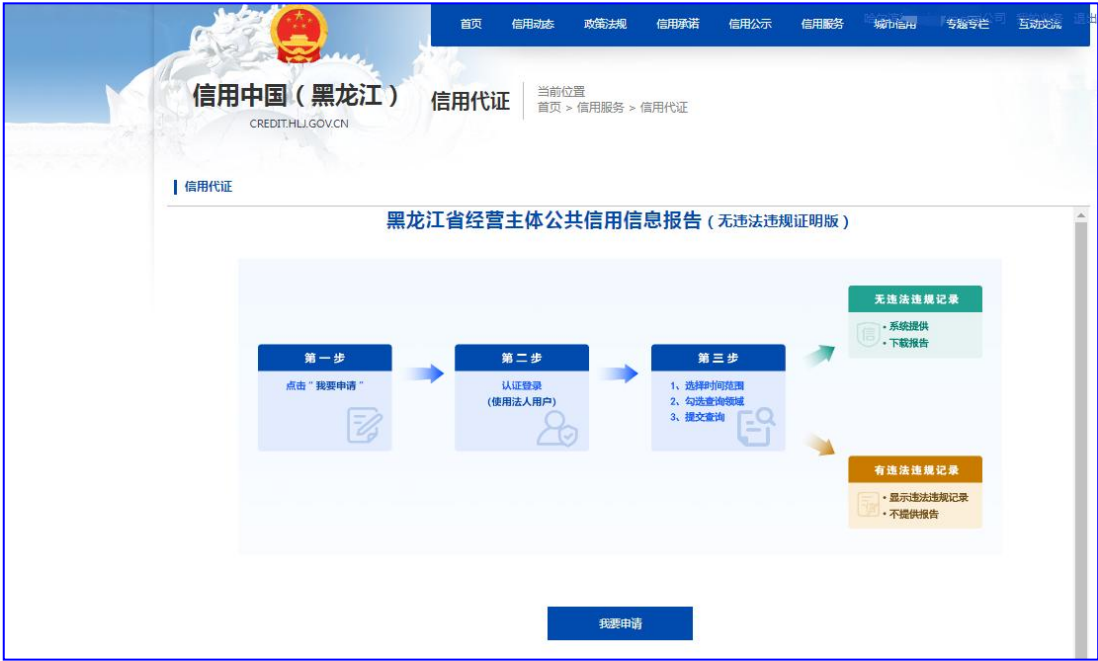 首页 信用动态 政策法规 信用承诺 信用公示 信用服务 城市信用 专题专栏 互动交流
信用中国（黑龙江）
CREDIT.HLJ.GOV.CN
信用代证
当前位置
首页 > 信用服务 > 信用代证
信用代证
黑龙江省经营主体公共信用信息报告（无违法违规证明版）
第一步
点击“我要申请”
第二步
认证登录
(使用法人用户)
第三步
1、选择时间范围
2、勾选查询领域
3、提交查询
无违法违规记录
• 系统提供
• 下载报告
有违法违规记录
• 显示违法违规记录
• 不提供报告
我要申请